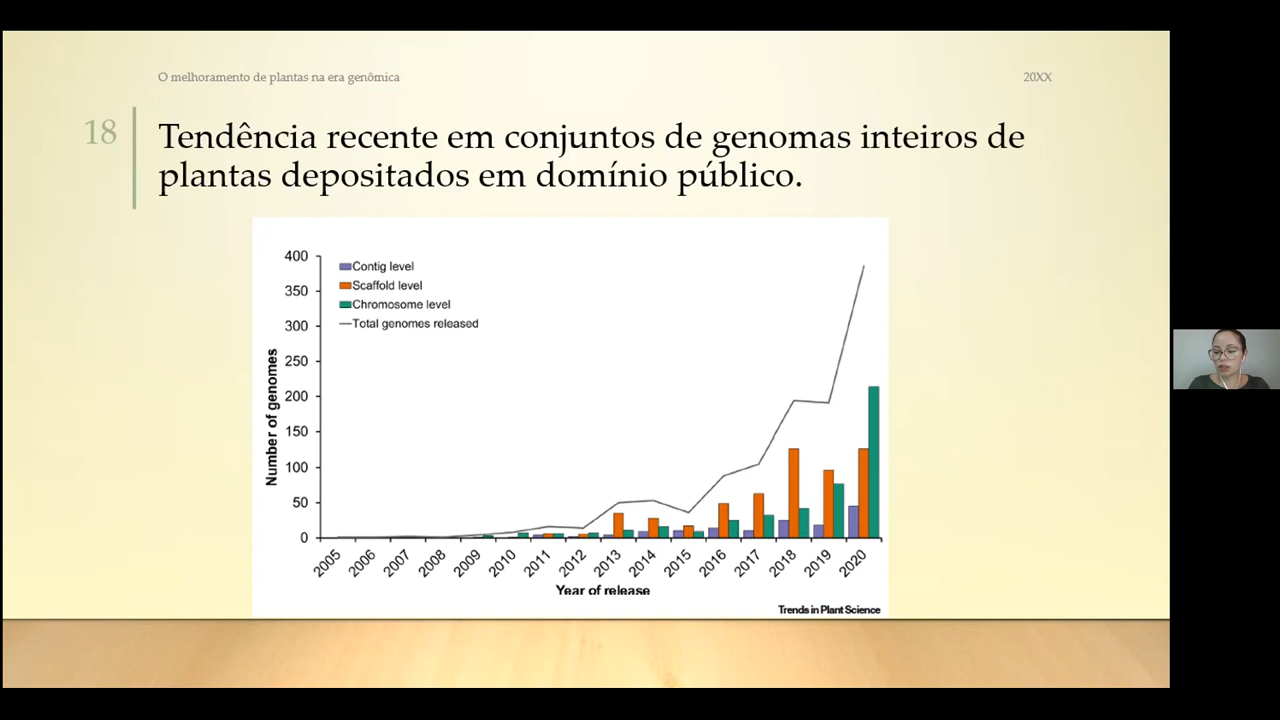 O melhoramento de plantas na era genômica
20XX
18
Tendência recente em conjuntos de genomas inteiros de
plantas depositados em domínio público.
400
350
300
250
200
150
100
50
0
Number of genomes
Contig level
Scaffold level
Chromosome level
Total genomes released
2005
2006
2007
2008
2009
2010
2011
2012
2013
2014
2015
2016
2017
2018
2019
2020
Year of release
Trends in Plant Science